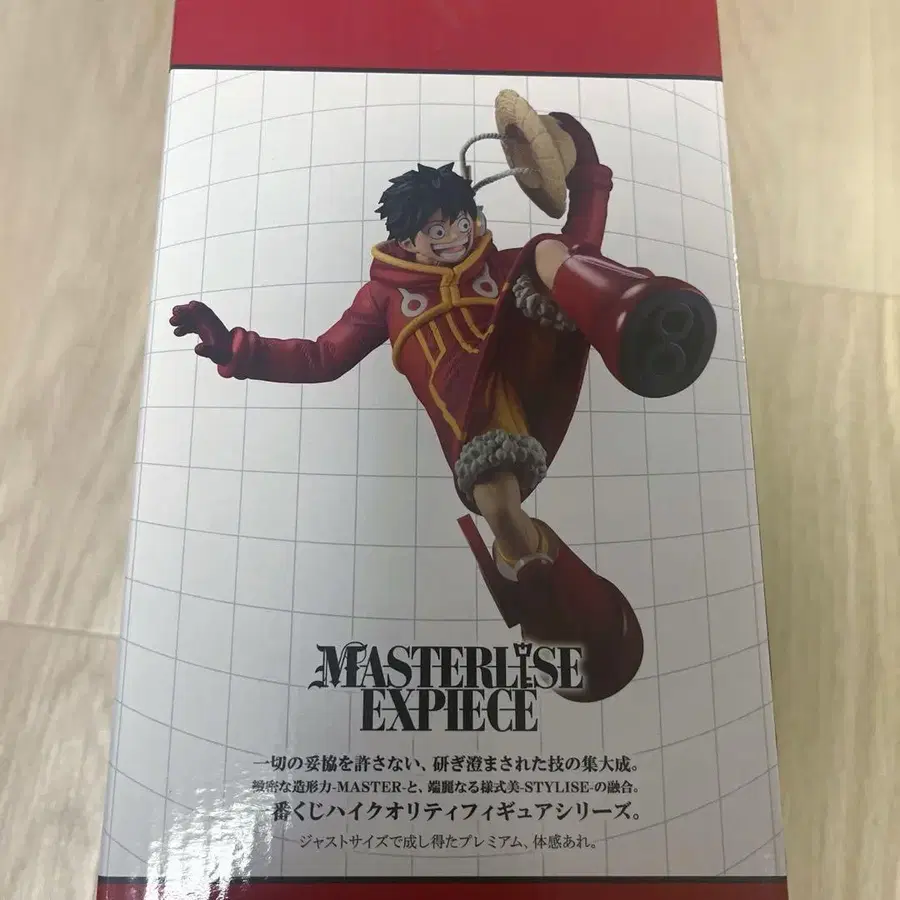 MASTERLISE
EXPIECE
一切の妥協を許さない、研ぎ澄まされた技の集大成。
緻密な造形力-MASTER-と、端麗なる様式美-STYLISE-の融合。
一番くじハイクオリティフィギュアシリーズ。
ジャストサイズで成し得たプレミアム、体感あれ。